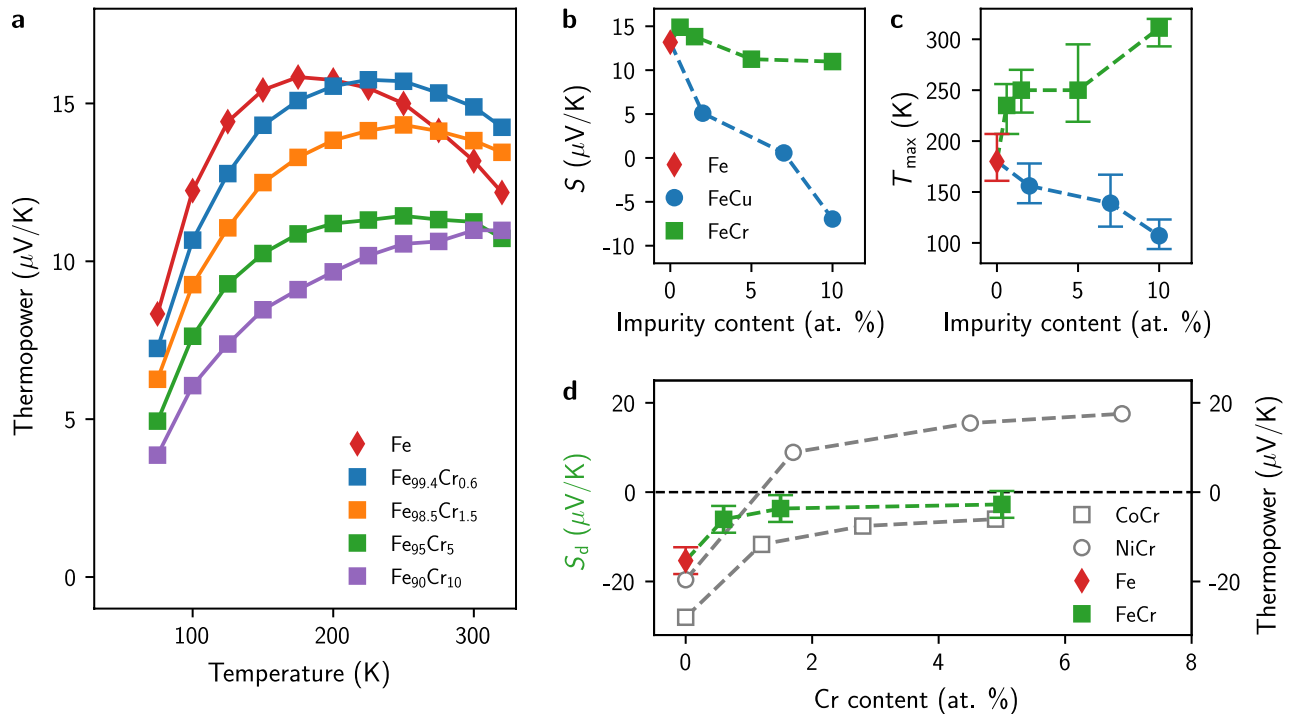 a
Thermopower (μV/K)
15
10
5
0
100
200
300
Temperature (K)
Fe
Fe99.4Cr0.6
Fe98.5Cr1.5
Fe95Cr5
Fe90Cr10
b
S (μV/K)
15
10
5
0
-5
-10
0
5
10
Impurity content (at. %)
Fe
FeCu
FeCr
c
Tmax (K)
300
250
200
150
100
0
5
10
Impurity content (at. %)
d
Sd (μV/K)
20
0
-20
0
2
4
6
8
Cr content (at. %)
20
0
-20
Thermopower (μV/K)
CoCr
NiCr
Fe
FeCr